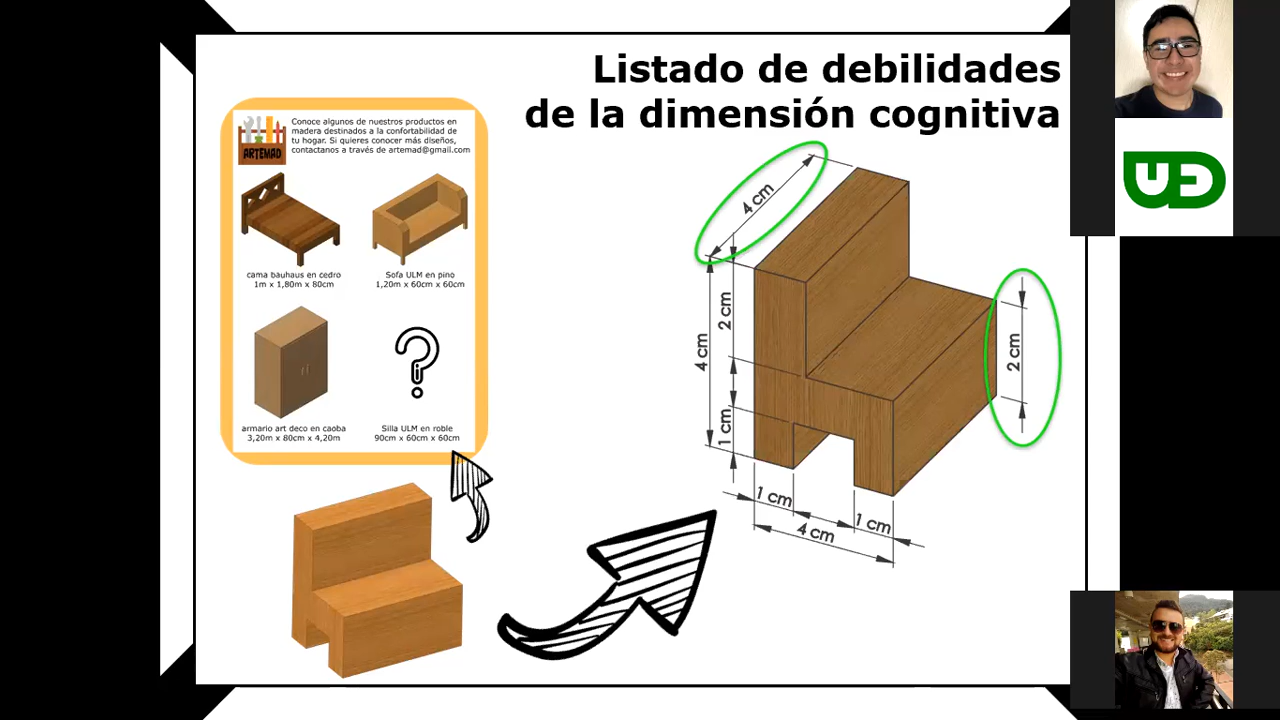 Listado de debilidades
de la dimensión cognitiva
Conoce algunos de nuestros productos en
madera destinados a la confortabilidad de
tu hogar. Si quieres conocer más diseños,
contactanos a través de artemad@gmail.com
ARTEMAD
cama bauhaus en cedro
1m x 1,80m x 80cm
Sofa ULM en pino
1,20m x 60cm x 60cm
armario art deco en caoba
3,20m x 80cm x 4,20m
?
Silla ULM en roble
90cm x 60cm x 60cm
4 cm
2 cm
4 cm
1 cm
1 cm
4 cm
1 cm
2 cm
UD